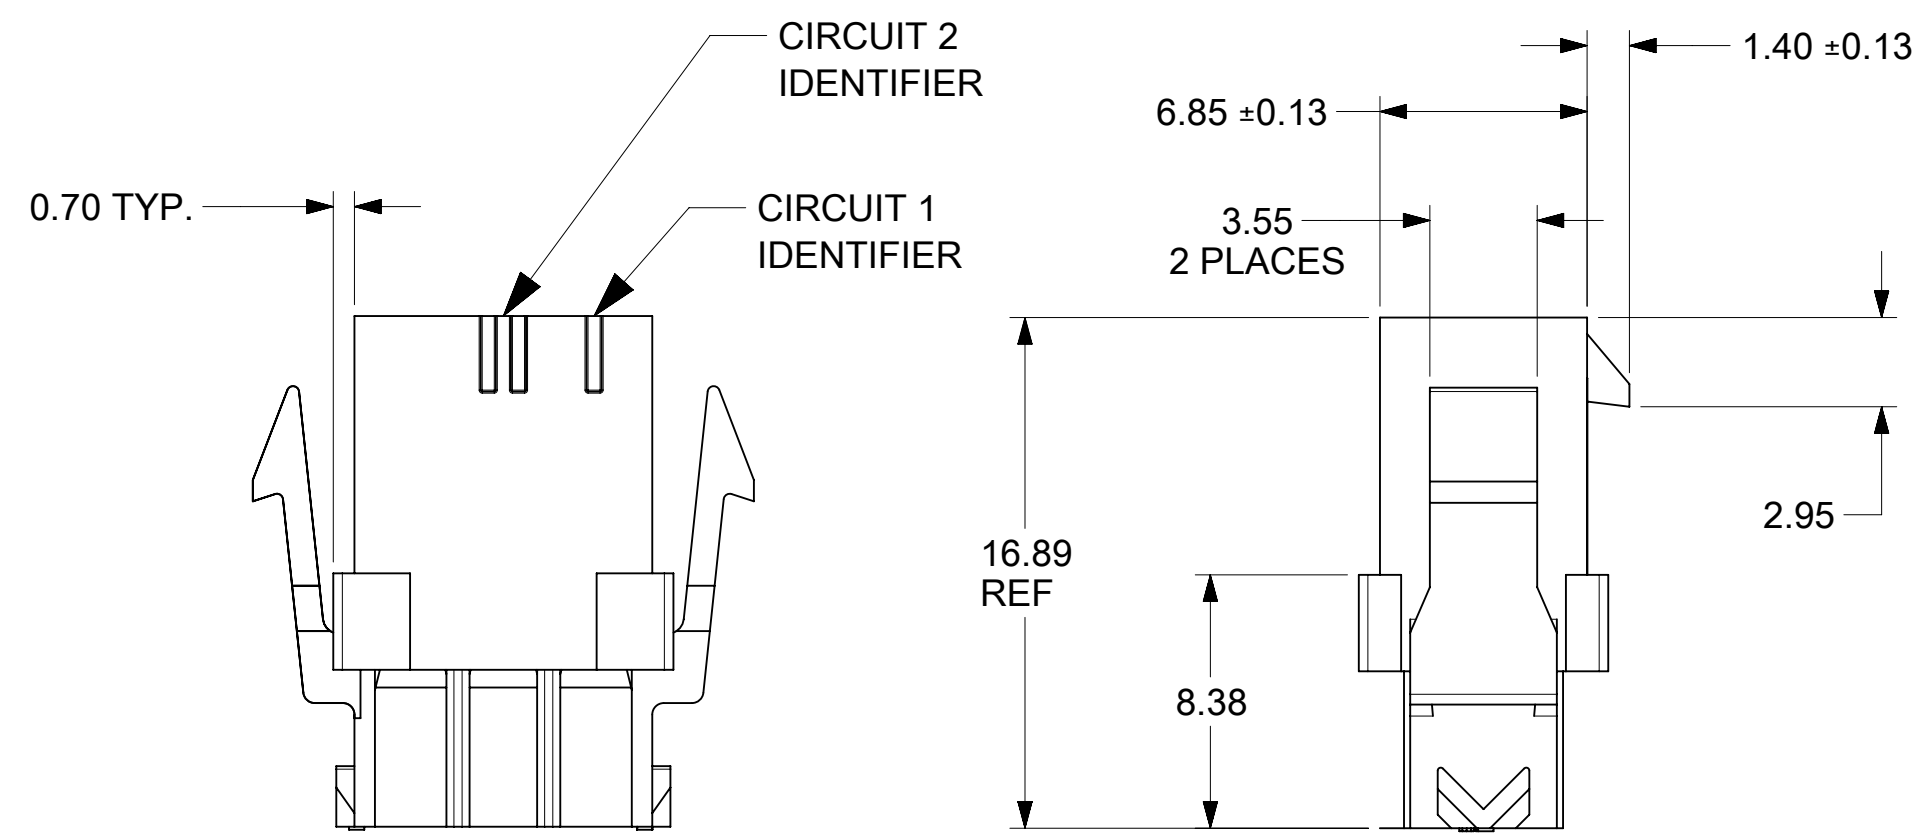 CIRCUIT 2
IDENTIFIER
0.70 TYP.
CIRCUIT 1
IDENTIFIER
1.40 ±0.13
6.85 ±0.13
3.55
2 PLACES
2.95
16.89
REF
8.38